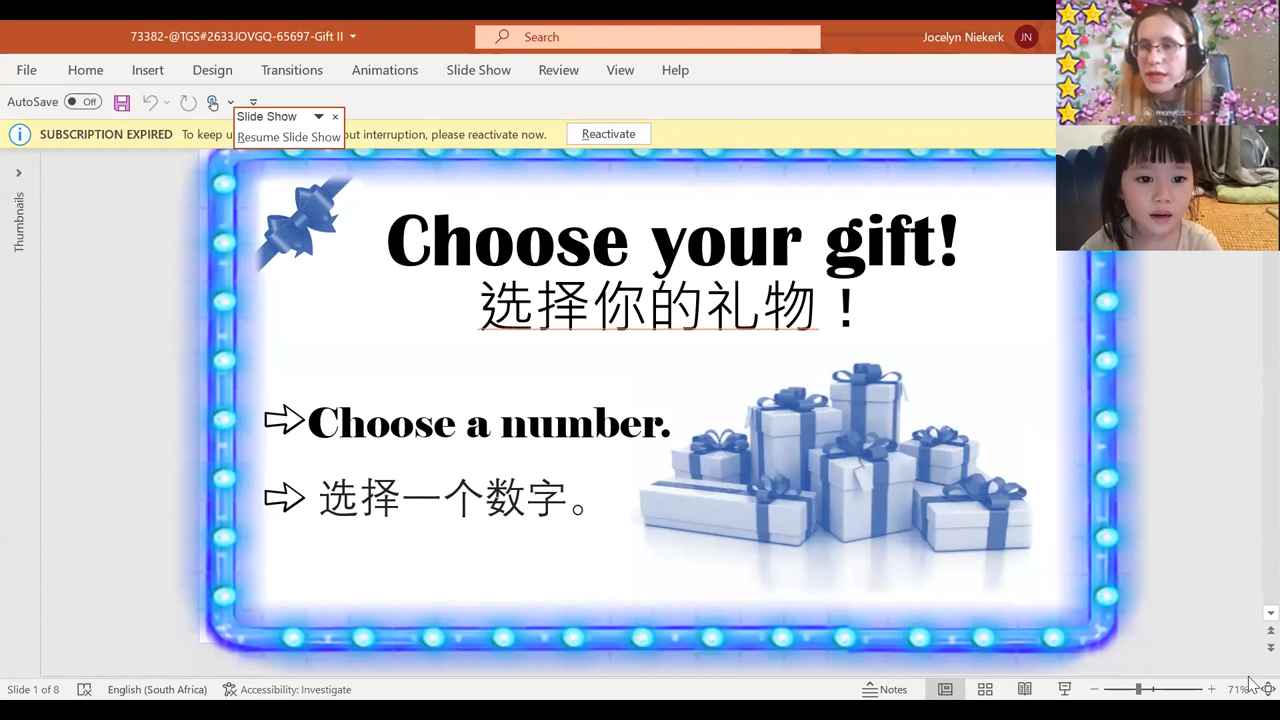 73382-@TGS#2633JOVGQ-65697-Gift II
Search
Jocelyn Niekerk
JN
File Home Insert Design Transitions Animations Slide Show Review View Help
AutoSave Off
Slide Show
Resume Slide Show
SUBSCRIPTION EXPIRED To keep u out interruption, please reactivate now. Reactivate
Thumbnails
Choose your gift!
选择你的礼物！
Choose a number.
选择一个数字。
Slide 1 of 8 English (South Africa) Accessibility: Investigate Notes 71%